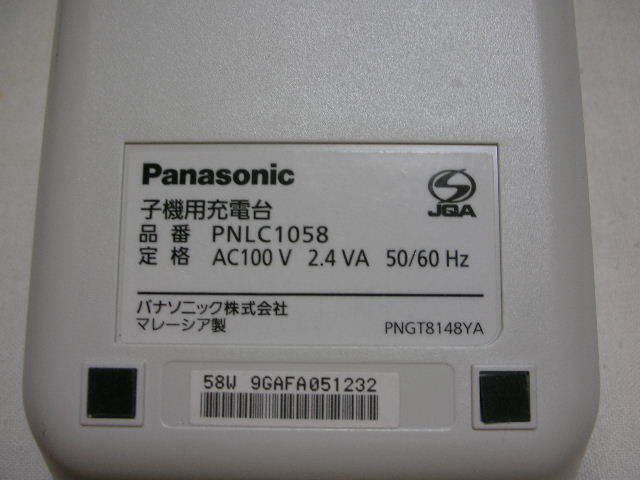 Panasonic
JQA
子機用充電台
品番 PNLC1058
定格 AC100 V 2.4 VA 50/60 Hz
パナソニック株式会社
マレーシア製
PNGT8148YA
58W 9GAFA051232